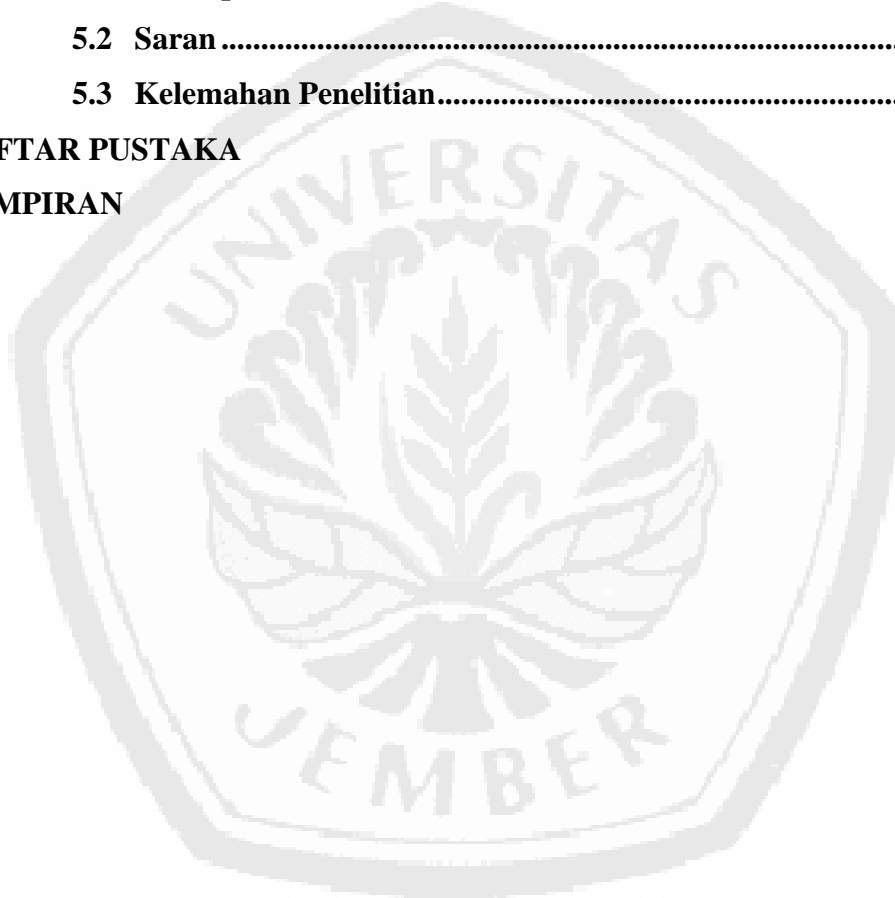 5.2 Saran ........................................................................................................
5.3 Kelemahan Penelitian......................................................................
FTAR PUSTAKA
MPIRAN
UNIVERSITAS
JEMBER